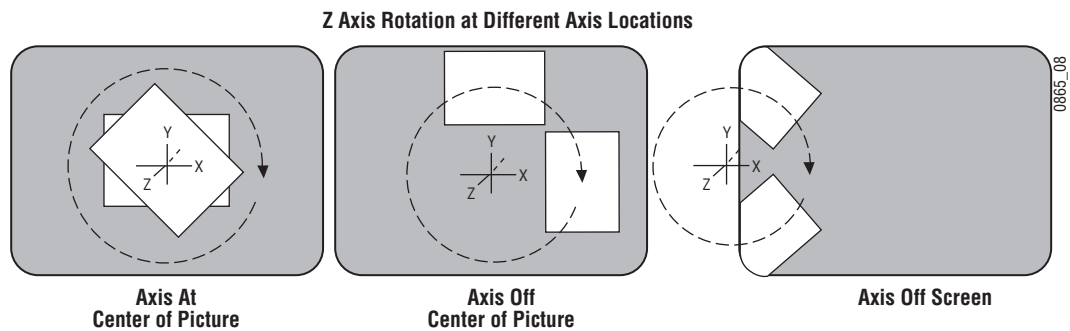 Z Axis Rotation at Different Axis Locations
Y
X
Z
Y
X
Z
Y
X
Z
0865_08
Axis At
Center of Picture
Axis Off
Center of Picture
Axis Off Screen